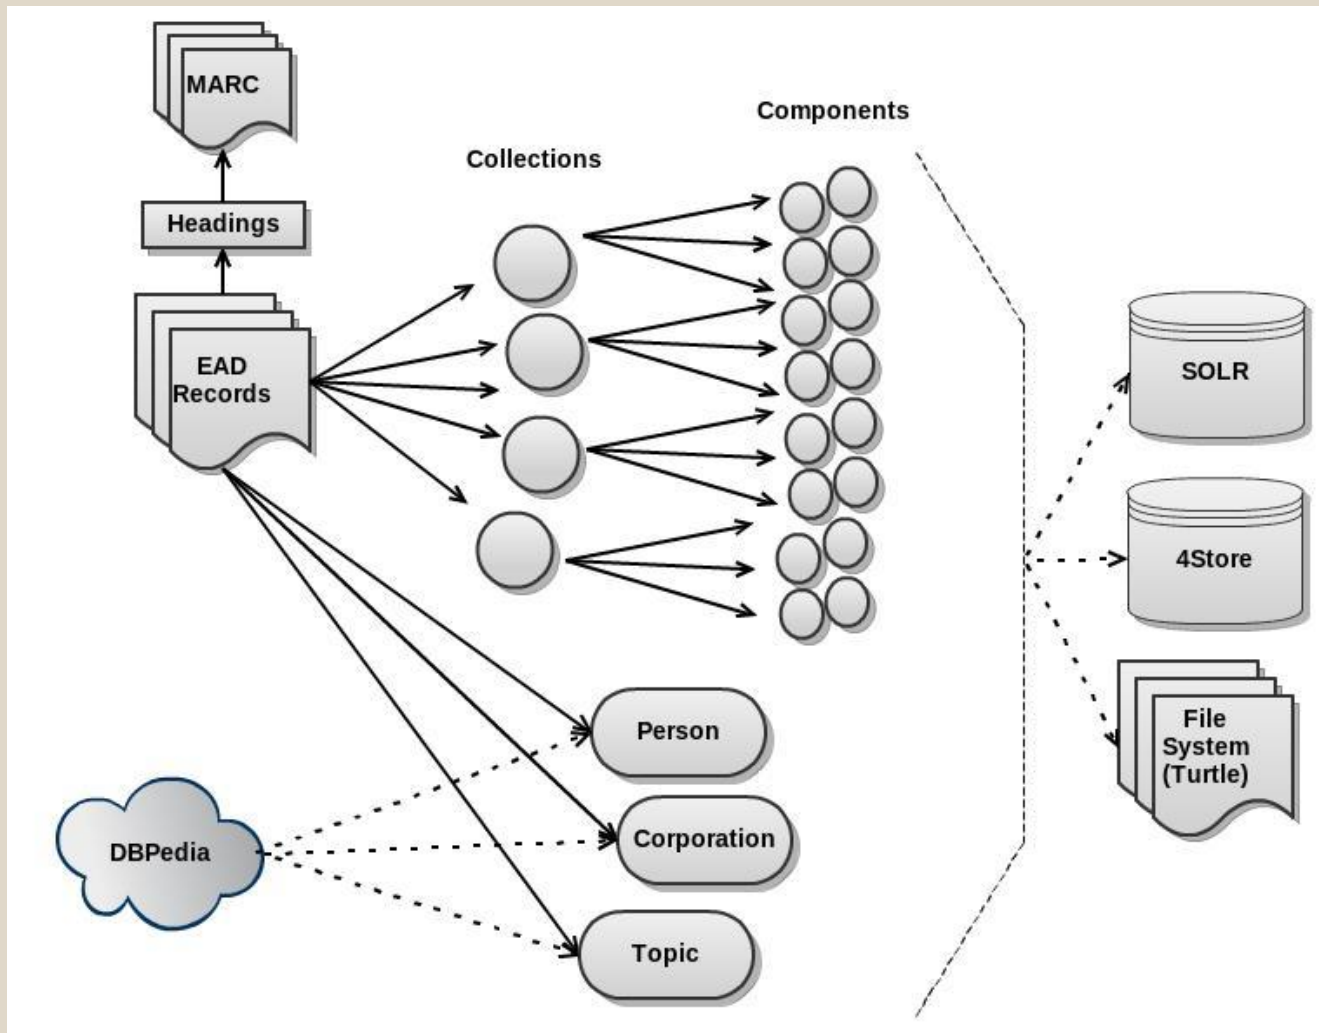 MARC
Components
Collections
Headings
EAD
Records
SOLR
4Store
File
System
(Turtle)
Person
Corporation
DBPedia
Topic